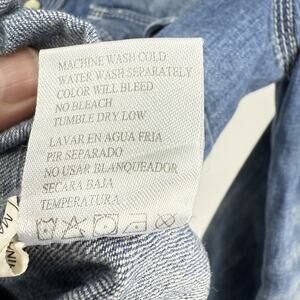 MACHINE WASH COLD
WATER WASH SEPARATELY
COLOR WILL BLEED
NO BLEACH
TUMBLE DRY LOW
LAVAR EN AGUA FRIA
PIR SEPARADO
NO USAR BLANQUEADOR
SECARA BAJA
TEMPERATURA